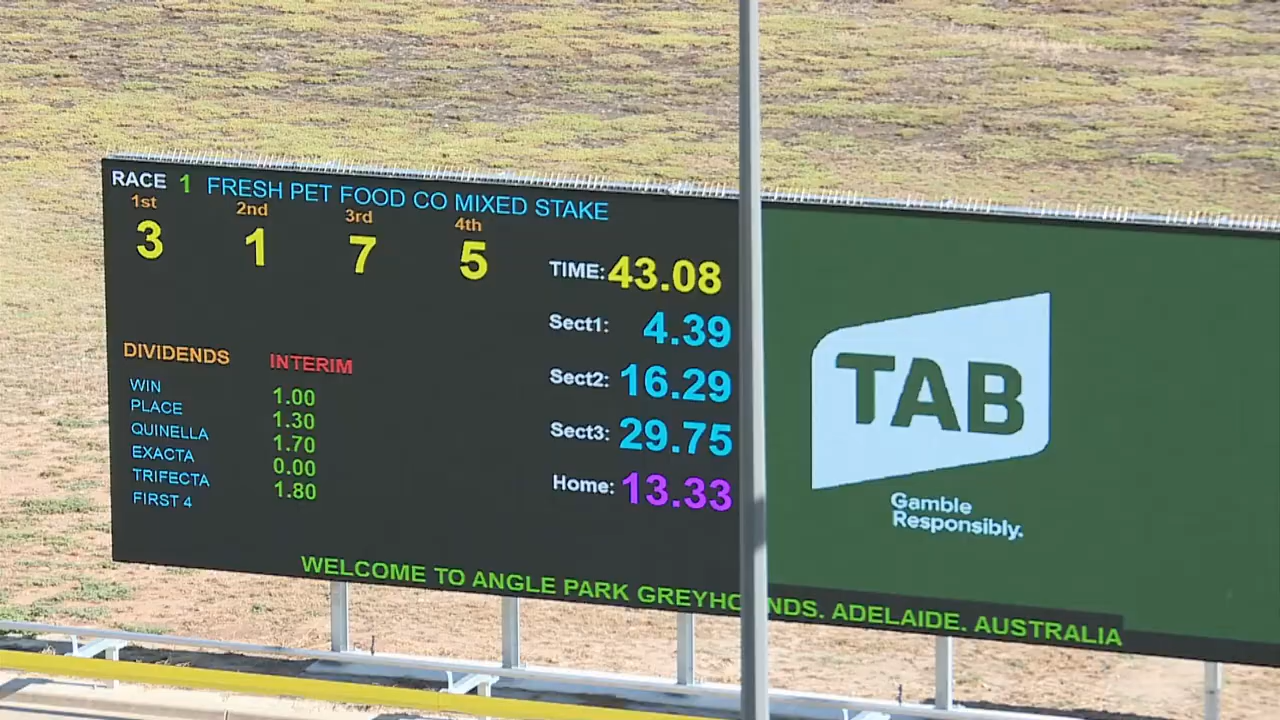 RACE 1 FRESH PET FOOD CO MIXED STAKE
1st 2nd 3rd 4th
3 1 7 5
TIME: 43.08
Sect1: 4.39
Sect2: 16.29
Sect3: 29.75
Home: 13.33
DIVIDENDS INTERIM
WIN 1.00
PLACE 1.30
QUINELLA 1.70
EXACTA 0.00
TRIFECTA 1.80
FIRST 4
TAB
Gamble
Responsibly.
WELCOME TO ANGLE PARK GREYHOUNDS. ADELAIDE. AUSTRALIA